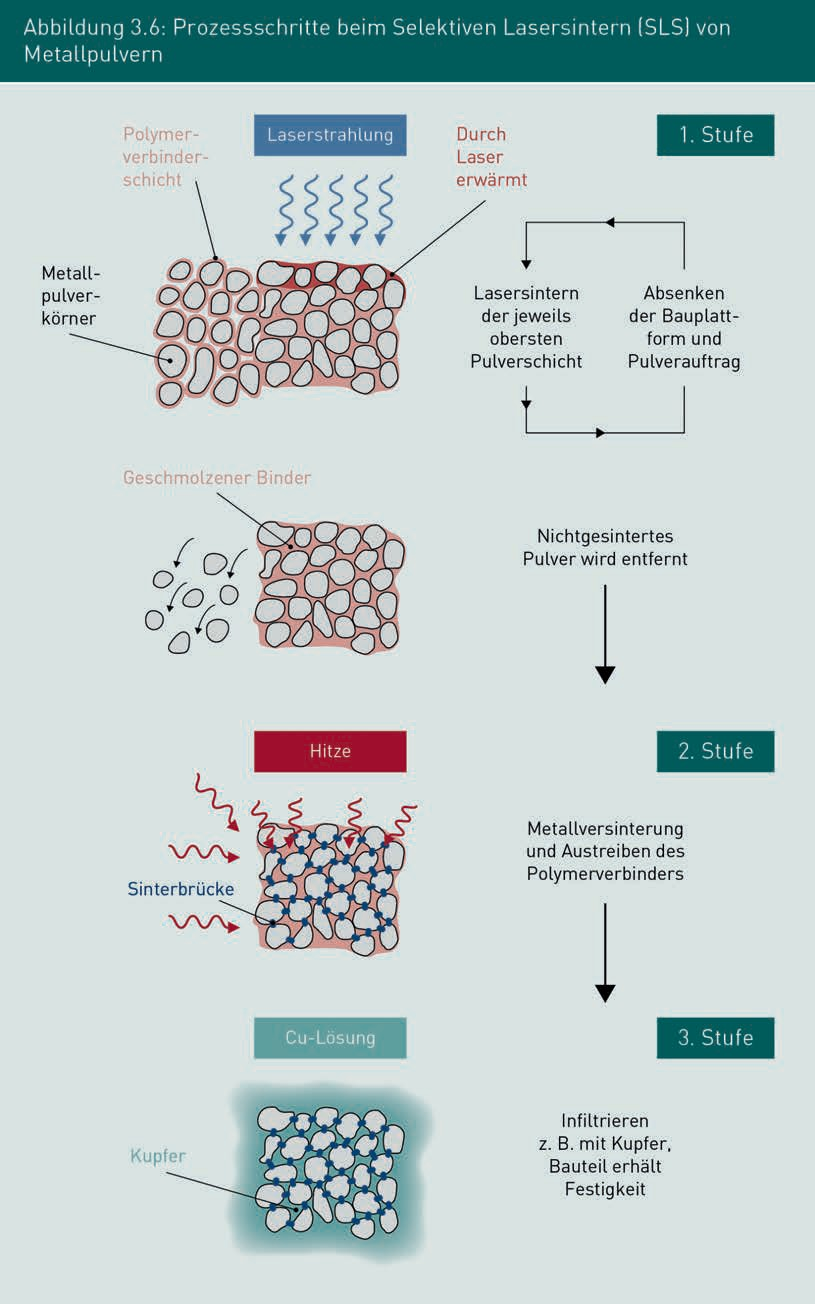 Abbildung 3.6: Prozessschritte beim Selektiven Lasersintern (SLS) von
Metallpulvern
Polymer-
verbinder-
schicht
Laserstrahlung
Durch
Laser
erwärmt
1. Stufe
Metall-
pulver-
körner
Lasersintern
der jeweils
obersten
Pulverschicht
Absenken
der Bauplatt-
form und
Pulverauftrag
Geschmolzener Binder
Nichtgesintertes
Pulver wird entfernt
Hitze
2. Stufe
Sinterbrücke
Metallversinterung
und Austreiben des
Polymerverbinders
Cu-Lösung
3. Stufe
Kupfer
Infiltrieren
z. B. mit Kupfer,
Bauteil erhält
Festigkeit